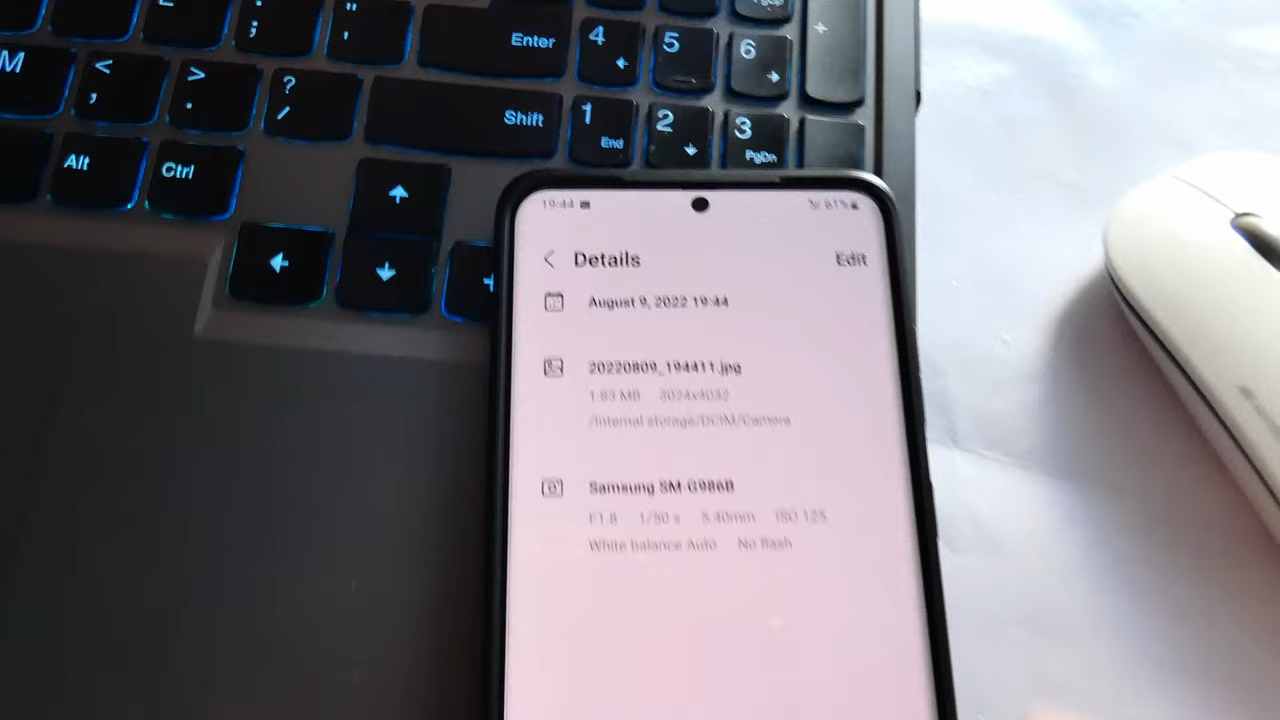 " '
; 
Enter
4 5 6
+
M < , > . ? /
Shift
1 End 2 3 PgDn
Alt Ctrl
19:44 61%
Details Edit
August 9, 2022 19:44
20220809_194411.jpg
1.83 MB 3024x4032
/Internal storage/DCIM/Camera
Samsung SM-G986B
F1.8 1/50 s 5.40mm ISO 125
White balance Auto No flash